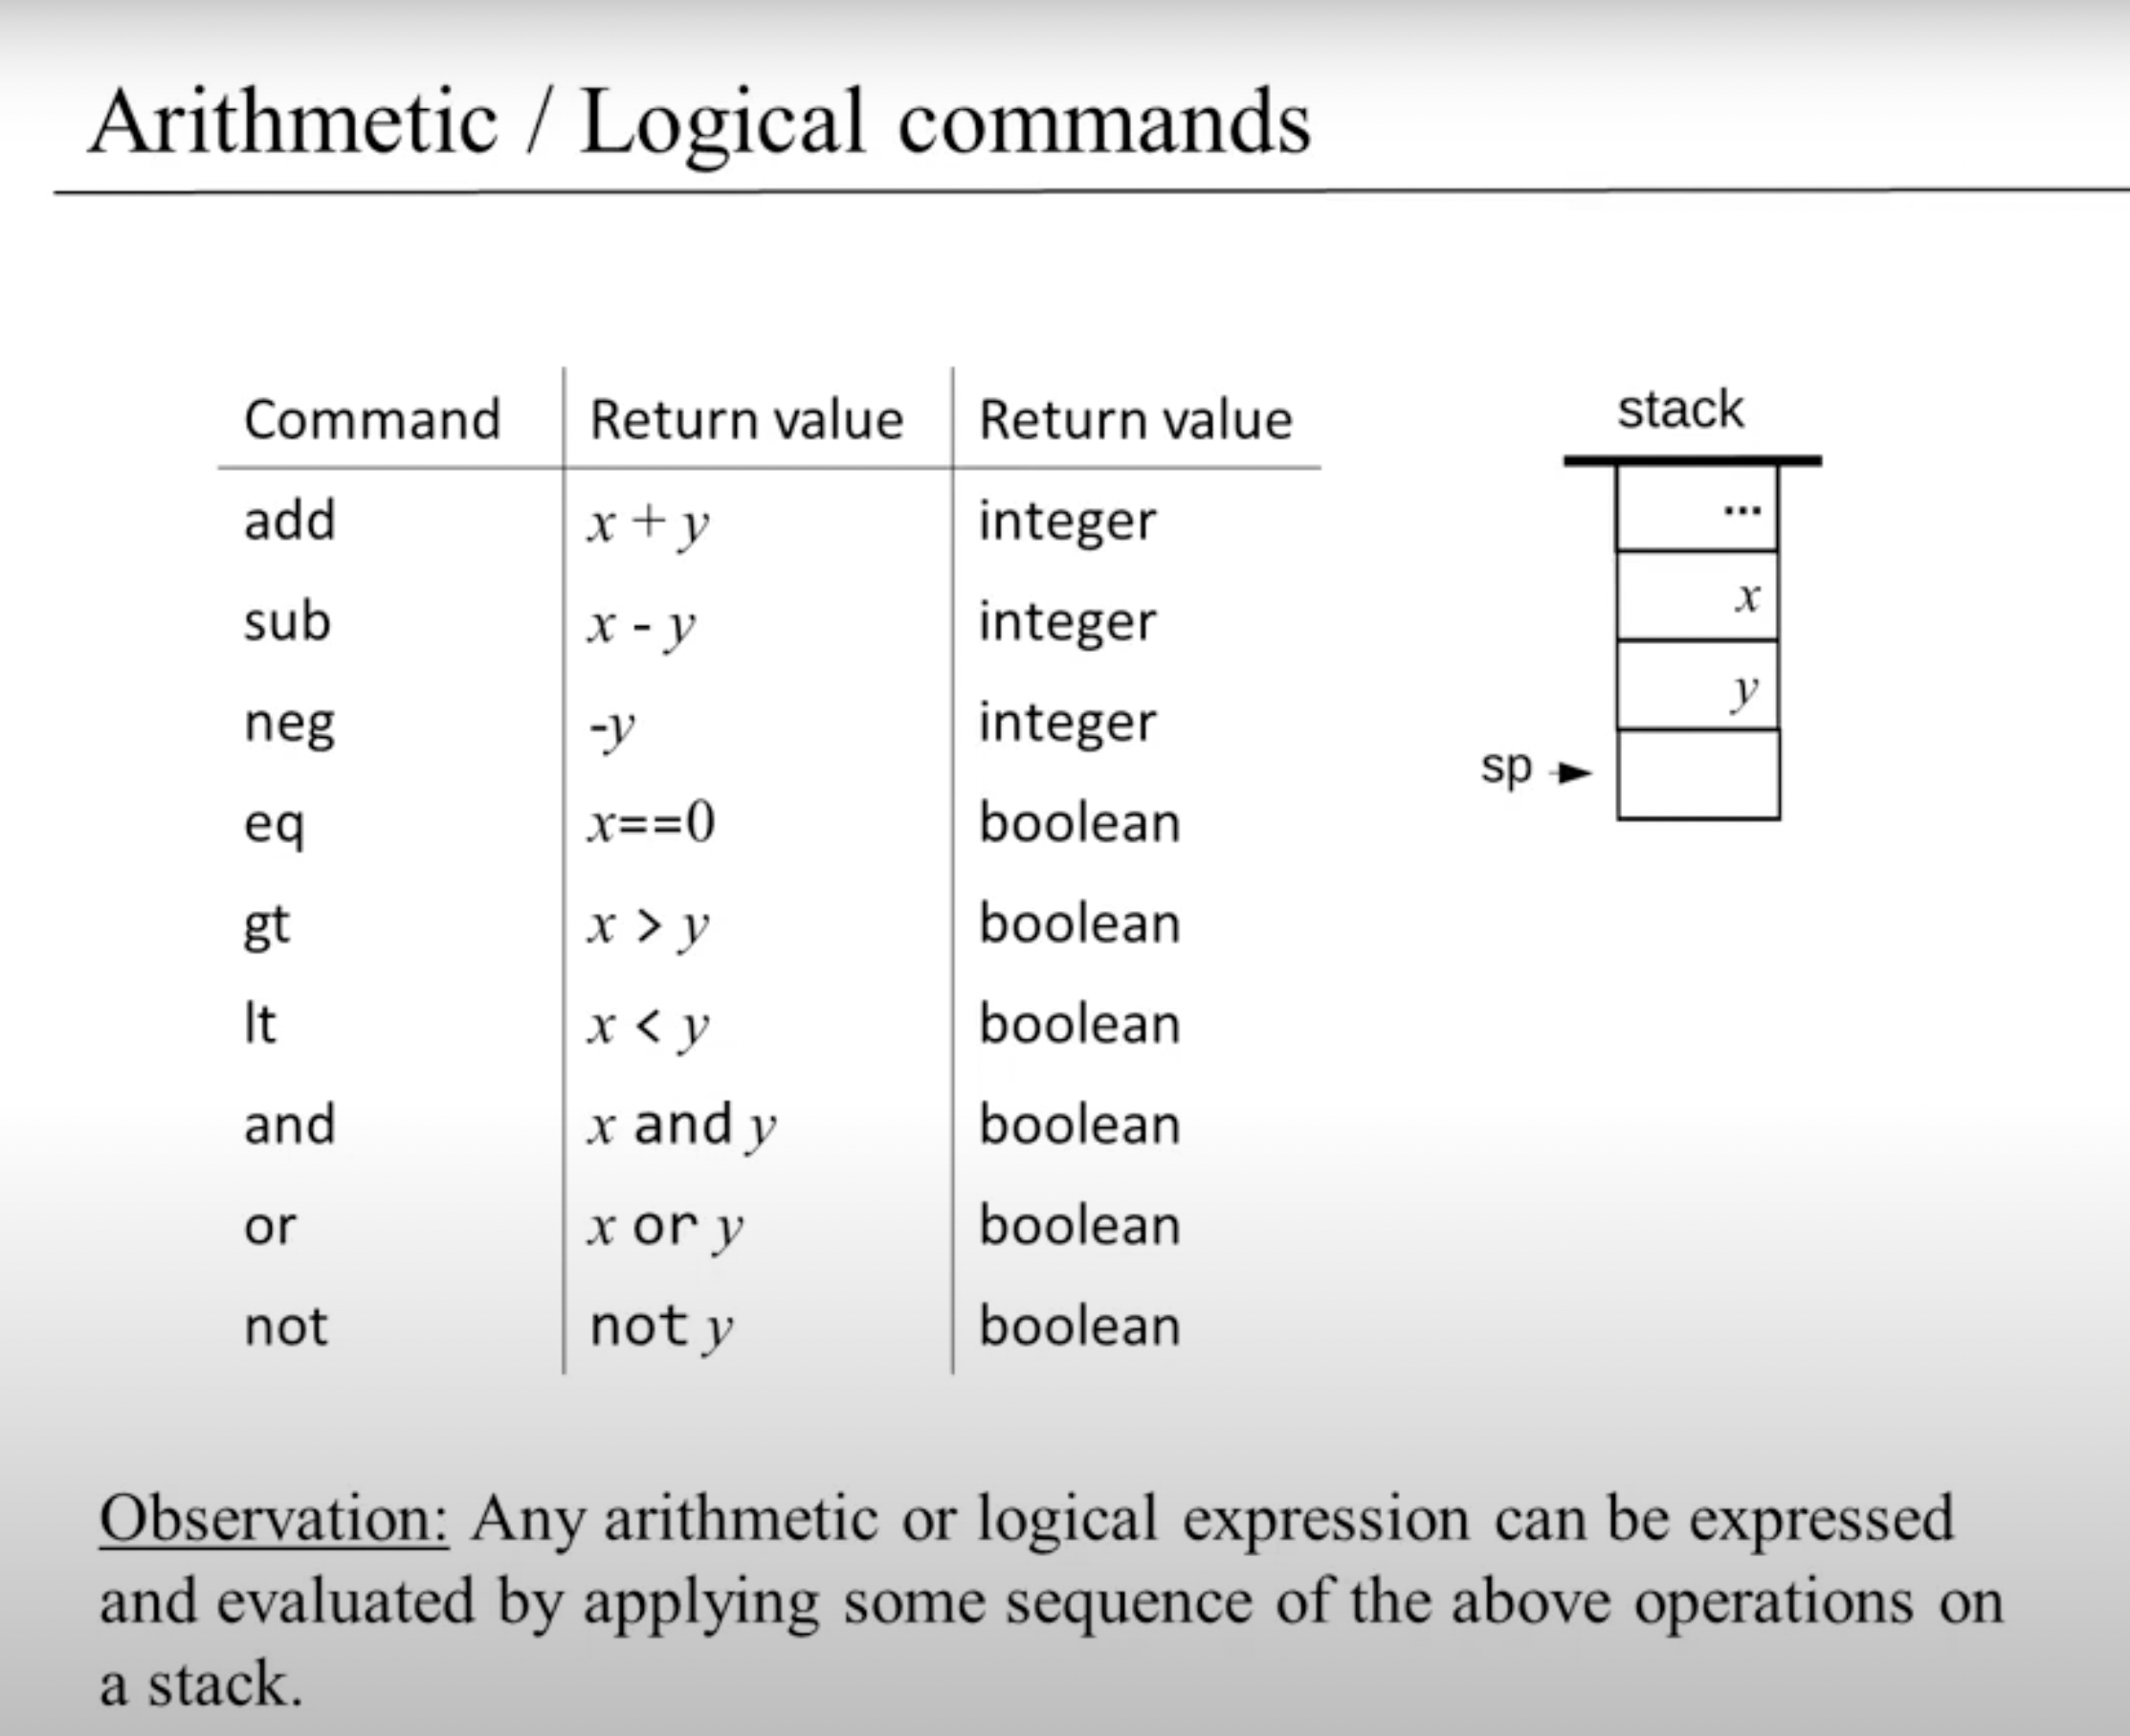 Arithmetic / Logical commands
Command Return value Return value
add x + y integer
sub x - y integer
neg -y integer
eq x==0 boolean
gt x > y boolean
lt x < y boolean
and x and y boolean
or x or y boolean
not not y boolean
stack
...
x
y
sp
Observation: Any arithmetic or logical expression can be expressed
and evaluated by applying some sequence of the above operations on
a stack.